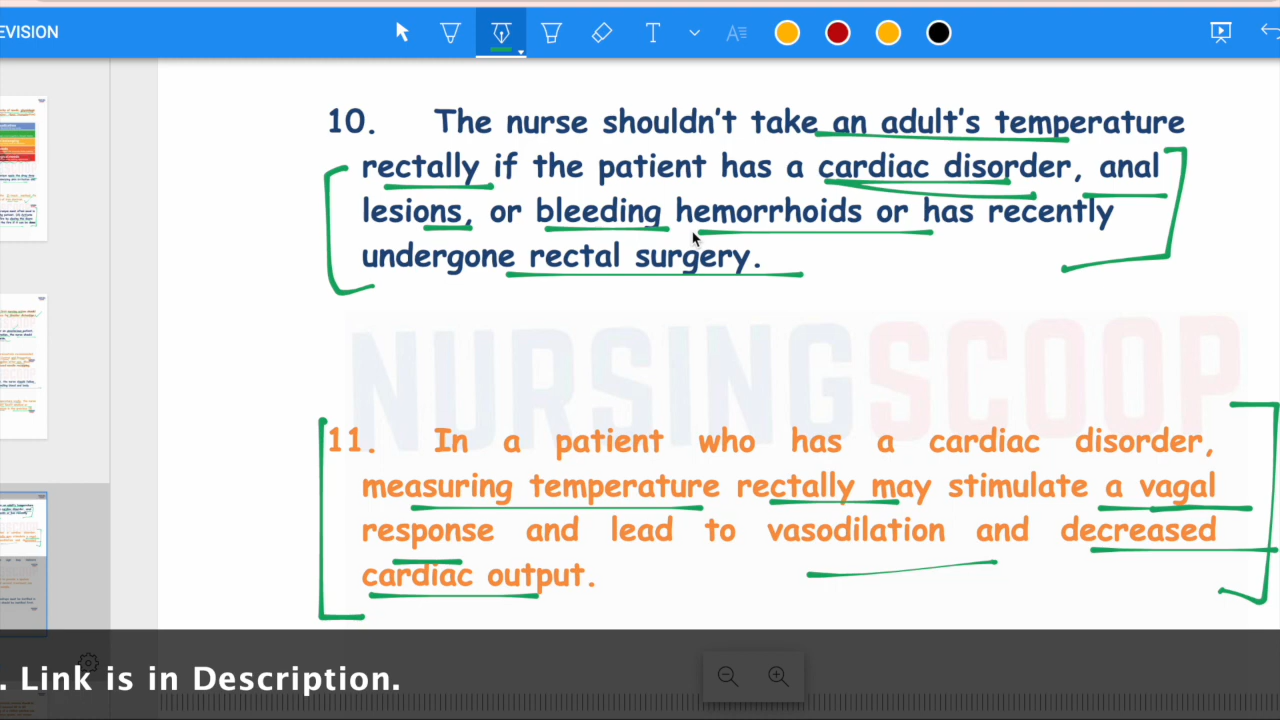 EVISION
T
A
10. The nurse shouldn't take an adult's temperature
rectally if the patient has a cardiac disorder, anal
lesions, or bleeding hemorrhoids or has recently
undergone rectal surgery.
NURSINGSCOOP
11. In a patient who has a cardiac disorder,
measuring temperature rectally may stimulate a vagal
response and lead to vasodilation and decreased
cardiac output.
. Link is in Description.